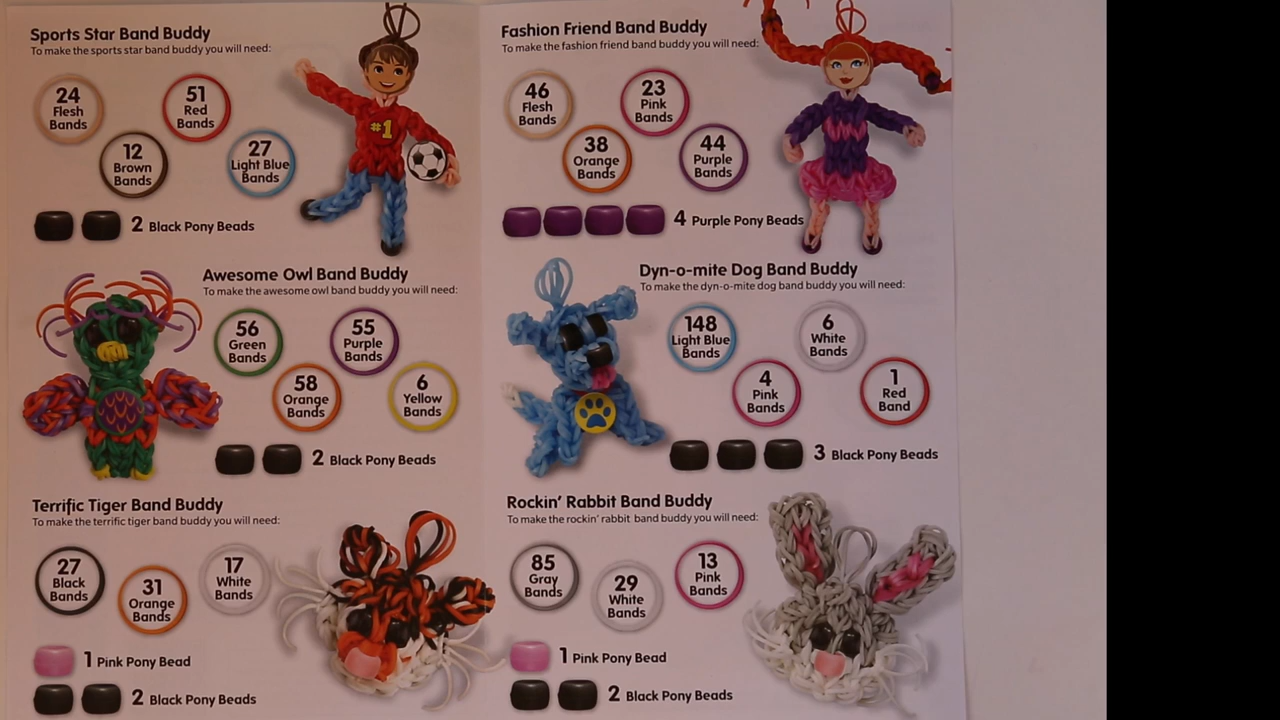 Sports Star Band Buddy
To make the sports star band buddy you will need:
24
Flesh
Bands
51
Red
Bands
12
Brown
Bands
27
Light Blue
Bands
#1
2 Black Pony Beads
Fashion Friend Band Buddy
To make the fashion friend band buddy you will need:
46
Flesh
Bands
23
Pink
Bands
38
Orange
Bands
44
Purple
Bands
4 Purple Pony Beads
Awesome Owl Band Buddy
To make the awesome owl band buddy you will need:
56
Green
Bands
55
Purple
Bands
58
Orange
Bands
6
Yellow
Bands
2 Black Pony Beads
Dyn-o-mite Dog Band Buddy
To make the dyn-o-mite dog band buddy you will need:
148
Light Blue
Bands
6
White
Bands
4
Pink
Bands
1
Red
Band
3 Black Pony Beads
Terrific Tiger Band Buddy
To make the terrific tiger band buddy you will need:
27
Black
Bands
31
Orange
Bands
17
White
Bands
1 Pink Pony Bead
2 Black Pony Beads
Rockin' Rabbit Band Buddy
To make the rockin' rabbit band buddy you will need:
85
Gray
Bands
29
White
Bands
13
Pink
Bands
1 Pink Pony Bead
2 Black Pony Beads